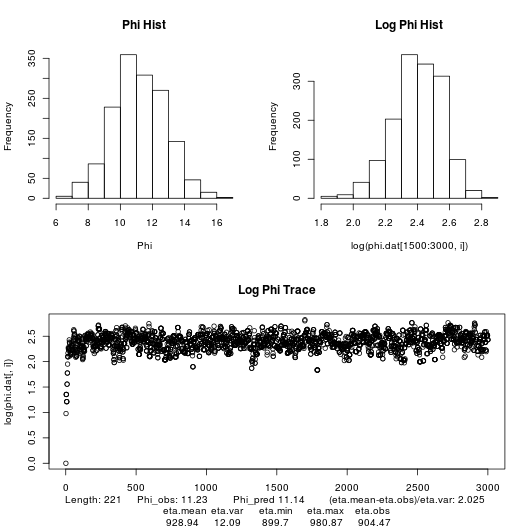 Phi Hist
Log Phi Hist
Frequency
0
50
150
250
350
6 8 10 12 14 16
Phi
Frequency
0
100
200
300
1.8 2.0 2.2 2.4 2.6 2.8
log(phi.dat[1500:3000, i])
Log Phi Trace
log(phi.dat[, i])
0.0
0.5
1.0
1.5
2.0
2.5
0 500 1000 1500 2000 2500 3000
Length: 221 Phi_obs: 11.23 Phi_pred 11.14 (eta.mean-eta.obs)/eta.var: 2.025
eta.mean eta.var eta.min eta.max eta.obs
928.94 12.09 899.7 980.87 904.47